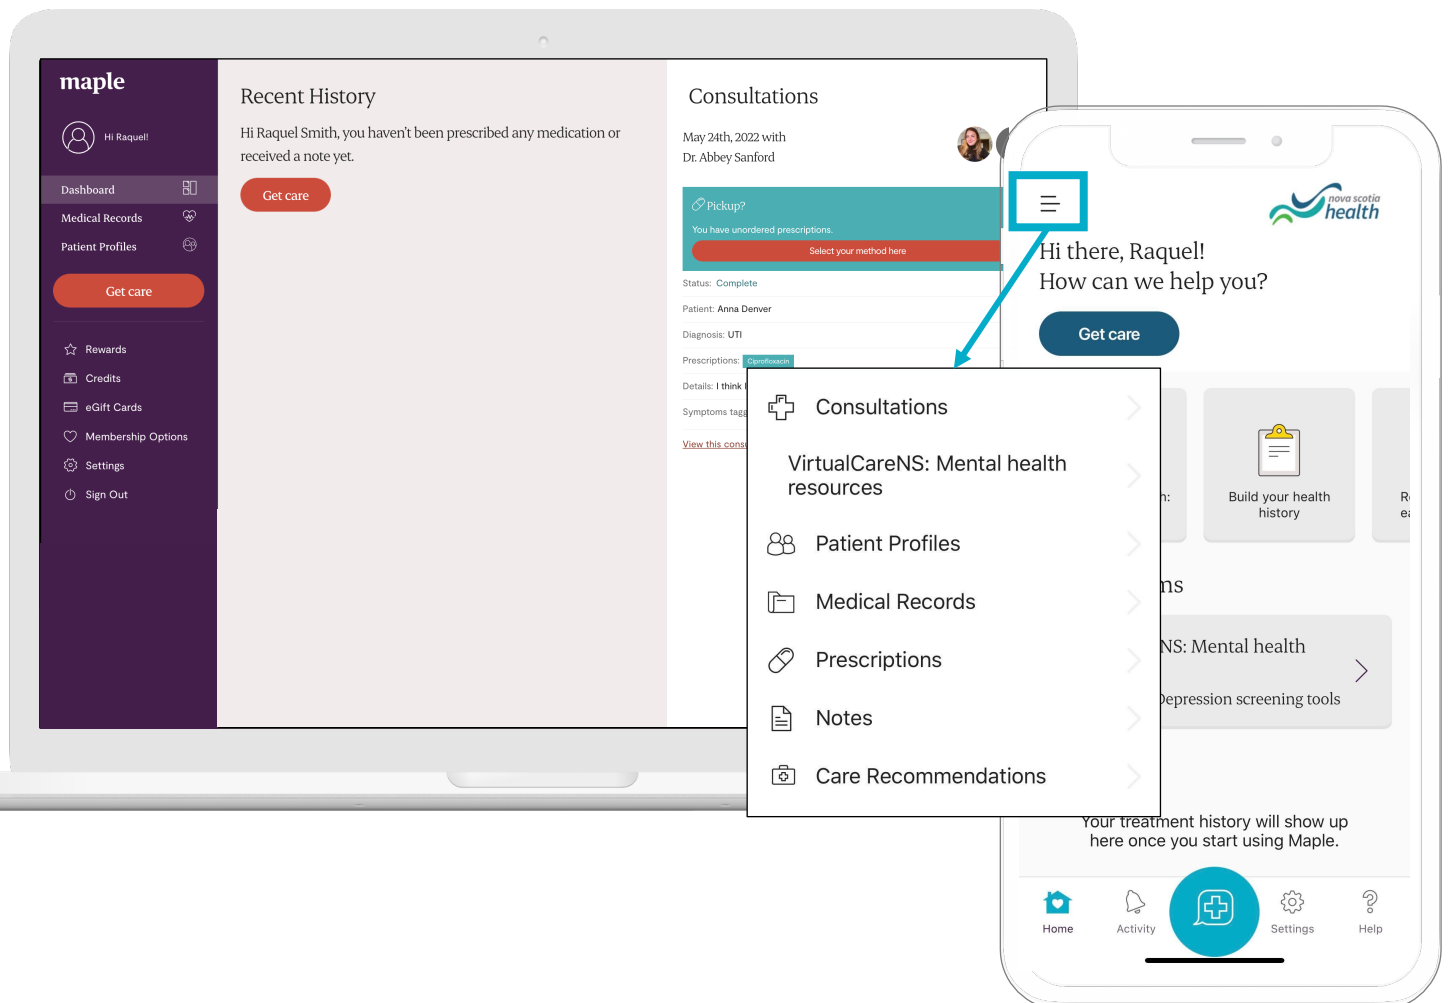 maple
Hi Raquel!
Dashboard
Medical Records
Patient Profiles
Get care
Rewards
Credits
eGift Cards
Membership Options
Settings
Sign Out
Recent History
Hi Raquel Smith, you haven't been prescribed any medication or
received a note yet.
Get care
Consultations
May 24th, 2022 with
Dr. Abbey Sanford
Pickup?
You have unordered prescriptions.
Select your method here
Status: Complete
Patient: Anna Denver
Diagnosis: UTI
Prescriptions: Ciprofloxacin
Details: I think
Symptoms
View this
Consultations
VirtualCareNS: Mental health
resources
Patient Profiles
Medical Records
Prescriptions
Notes
Care Recommendations
nova scotia
health
Hi there, Raquel!
How can we help you?
Get care
Build your health
history
NS: Mental health
Depression screening tools
Your treatment history will show up
here once you start using Maple.
Home
Activity
Settings
Help